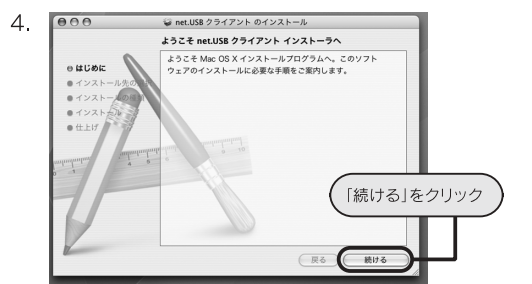 4.
net.USB クライアント のインストール
ようこそ net.USB クライアント インストーラへ
ようこそ Mac OS X インストールプログラムへ。このソフト
ウェアのインストールに必要な手順をご案内します。
はじめに
インストール先の選択
インストールの種類
インストール
仕上げ
「続ける」をクリック
戻る
続ける